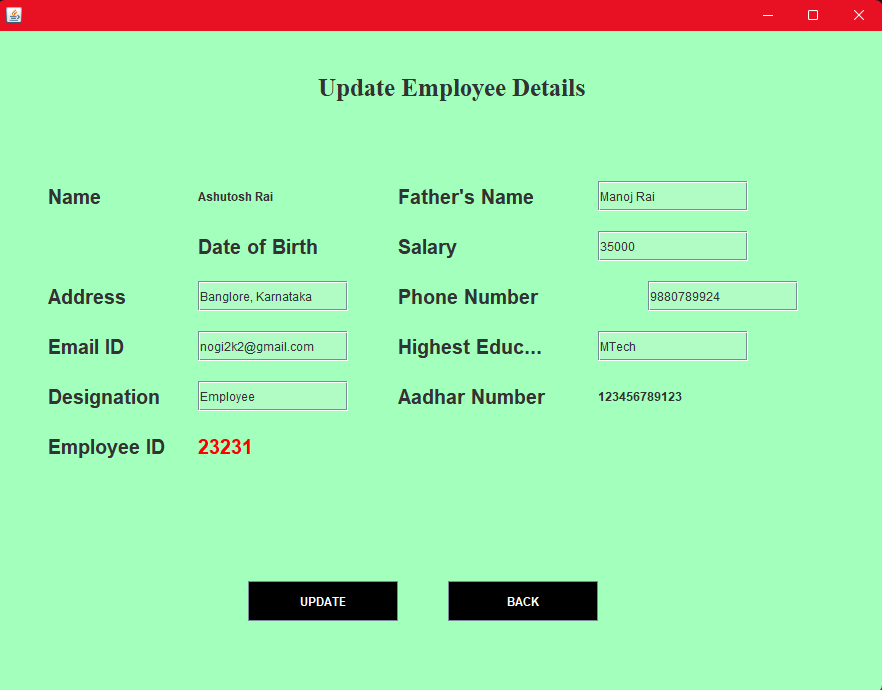 Update Employee Details
Name Ashutosh Rai Father's Name Manoj Rai
Date of Birth Salary 35000
Address Banglore, Karnataka Phone Number 9880789924
Email ID nogi2k2@gmail.com Highest Educ... MTech
Designation Employee Aadhar Number 123456789123
Employee ID 23231
UPDATE BACK